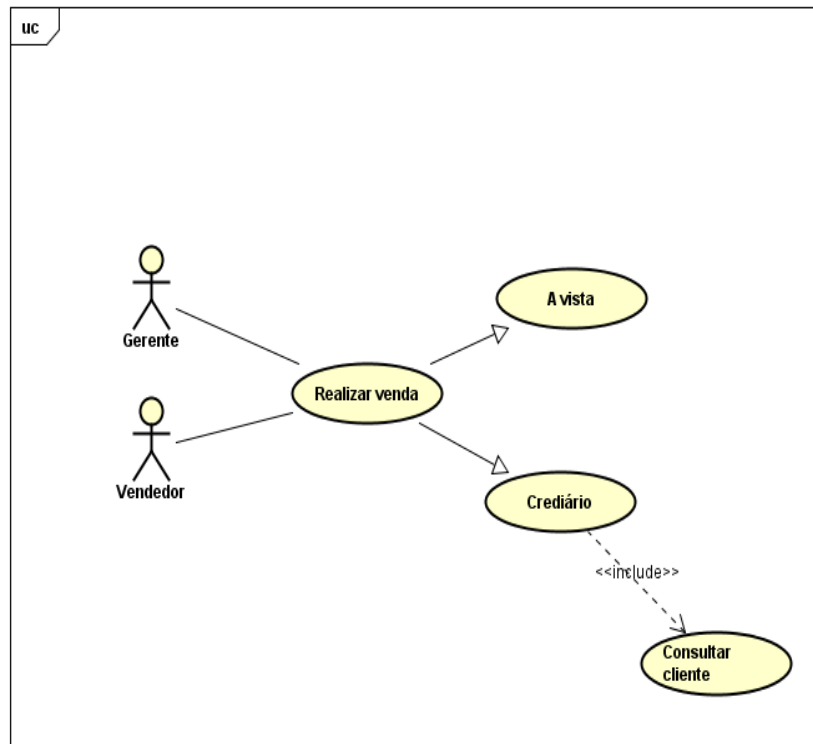 uc
Gerente
A vista
Realizar venda
Vendedor
Crediário
<<include>>
Consultar
cliente